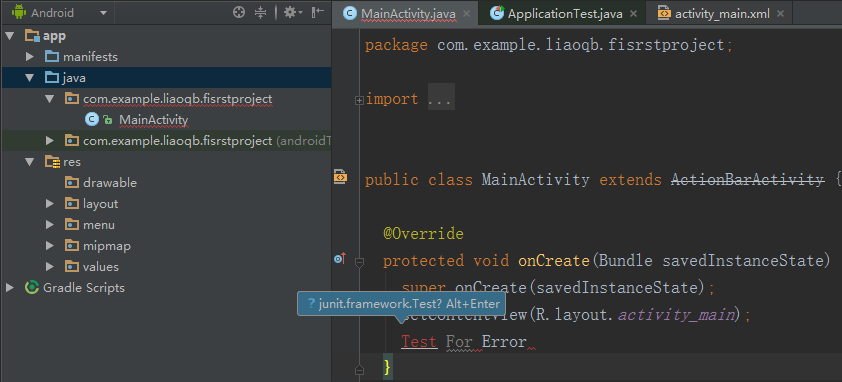 Android
app
manifests
java
com.example.liaoqb.fisrstproject
MainActivity
com.example.liaoqb.fisrstproject (androidT
res
drawable
layout
menu
mipmap
values
Gradle Scripts
MainActivity.java
ApplicationTest.java
activity_main.xml
package com.example.liaoqb.fisrstproject;
import ...
public class MainActivity extends ActionBarActivity {
@Override
protected void onCreate(Bundle savedInstanceState)
super.onCreate(savedInstanceState);
? junit.framework.Test? Alt+Enter
setContentView(R.layout.activity_main);
Test For Error
}